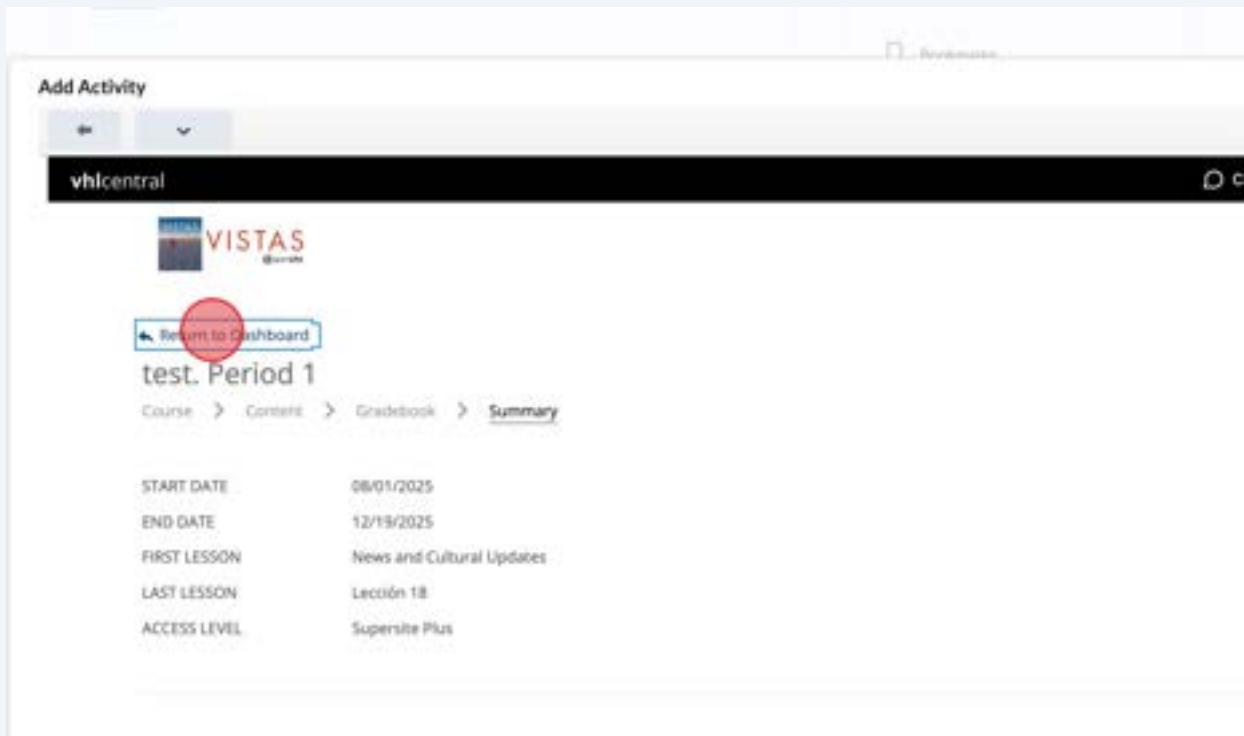 Bookmarks
Add Activity
vhlcentral
C
VISTAS
Return to Dashboard
test. Period 1
Course > Content > Gradebook > Summary
START DATE 08/01/2025
END DATE 12/19/2025
FIRST LESSON News and Cultural Updates
LAST LESSON Lección 18
ACCESS LEVEL Supersite Plus